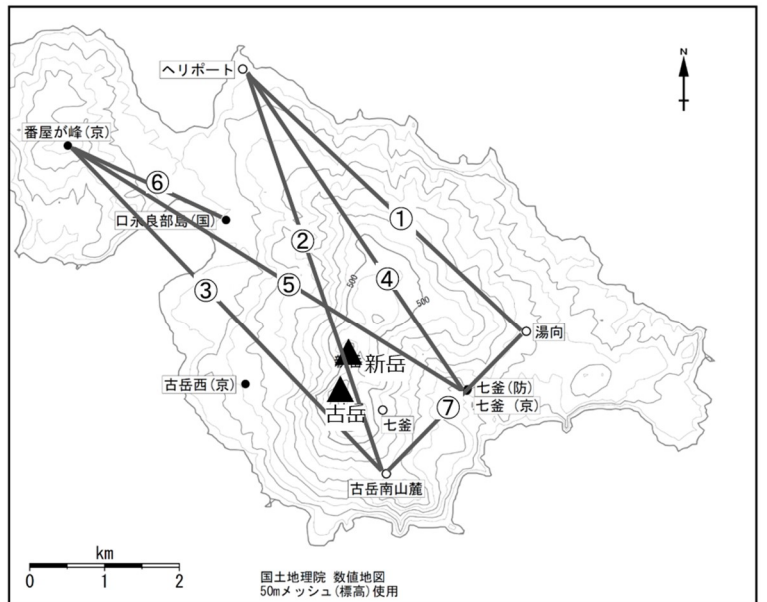 N
ヘリポート
番屋が峰(京)
⑥
口永良部島(国)
①
②
④
⑤
③
500
500
湯向
新岳
古岳西(京)
古岳
七釜(防)
七釜 (京)
⑦
七釜
古岳南山麓
km
0 1 2
国土地理院 数値地図
50mメッシュ(標高)使用